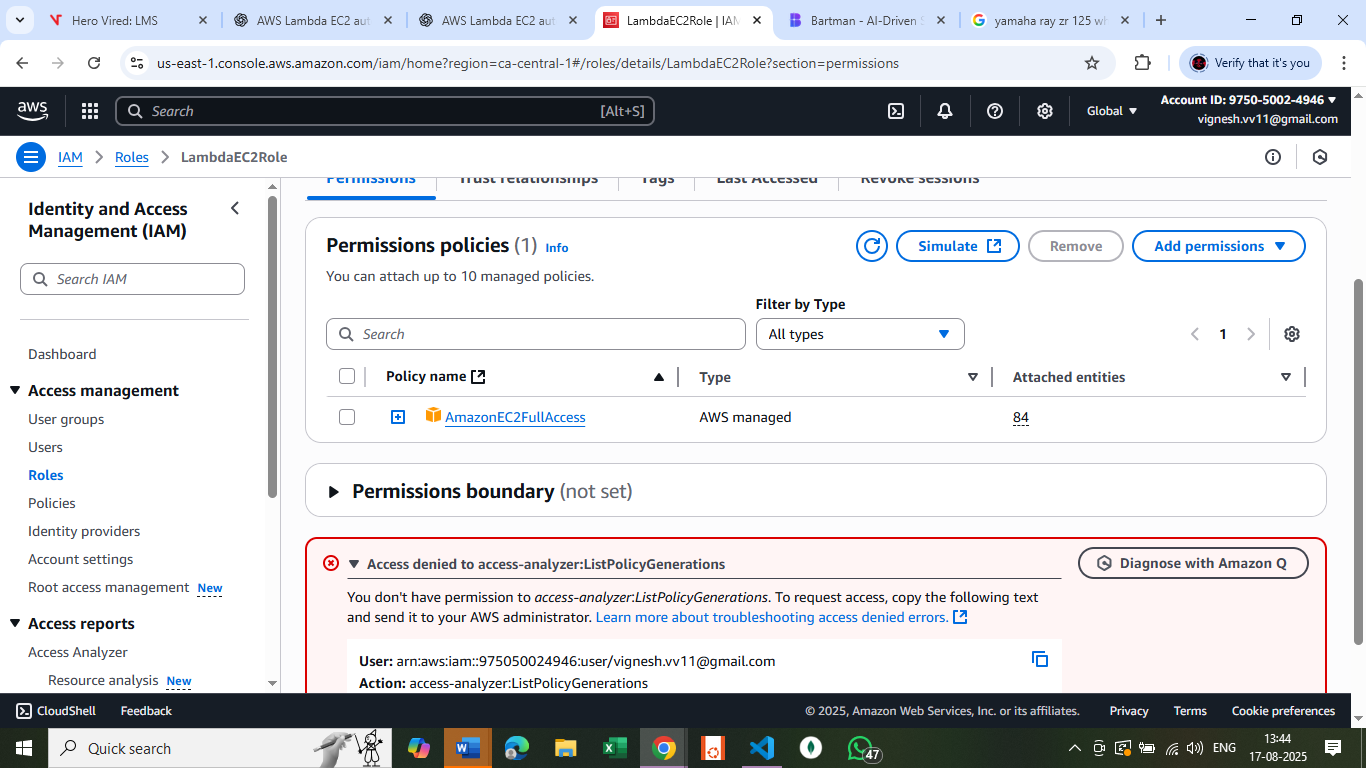 Hero Vired: LMS
AWS Lambda EC2 aut
AWS Lambda EC2 aut
LambdaEC2Role | IAM
Bartman - AI-Driven S
yamaha ray zr 125 wh
us-east-1.console.aws.amazon.com/iam/home?region=ca-central-1#/roles/details/LambdaEC2Role?section=permissions
Verify that it's you
aws
Search
[Alt+S]
Global
Account ID: 9750-5002-4946
vignesh.vv11@gmail.com
IAM
Roles
LambdaEC2Role
Permissions
Trust relationships
Tags
Last Accessed
Revoke sessions
Identity and Access
Management (IAM)
Search IAM
Dashboard
Access management
User groups
Users
Roles
Policies
Identity providers
Account settings
Root access management New
Access reports
Access Analyzer
Resource analysis New
Permissions policies (1) Info
Simulate
Remove
Add permissions
You can attach up to 10 managed policies.
Filter by Type
Search
All types
1
Policy name
Type
Attached entities
AmazonEC2FullAccess
AWS managed
84
Permissions boundary (not set)
Access denied to access-analyzer:ListPolicyGenerations
Diagnose with Amazon Q
You don't have permission to access-analyzer:ListPolicyGenerations. To request access, copy the following text
and send it to your AWS administrator. Learn more about troubleshooting access denied errors.
User: arn:aws:iam::975050024946:user/vignesh.vv11@gmail.com
Action: access-analyzer:ListPolicyGenerations
CloudShell
Feedback
© 2025, Amazon Web Services, Inc. or its affiliates.
Privacy
Terms
Cookie preferences
Quick search
47
ENG
13:44
17-08-2025